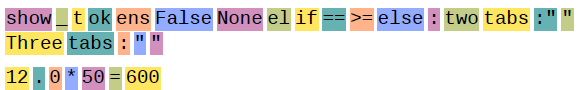 show_tokens False None elif == >= else: two tabs:" "
Three tabs: " "
12.0*50=600